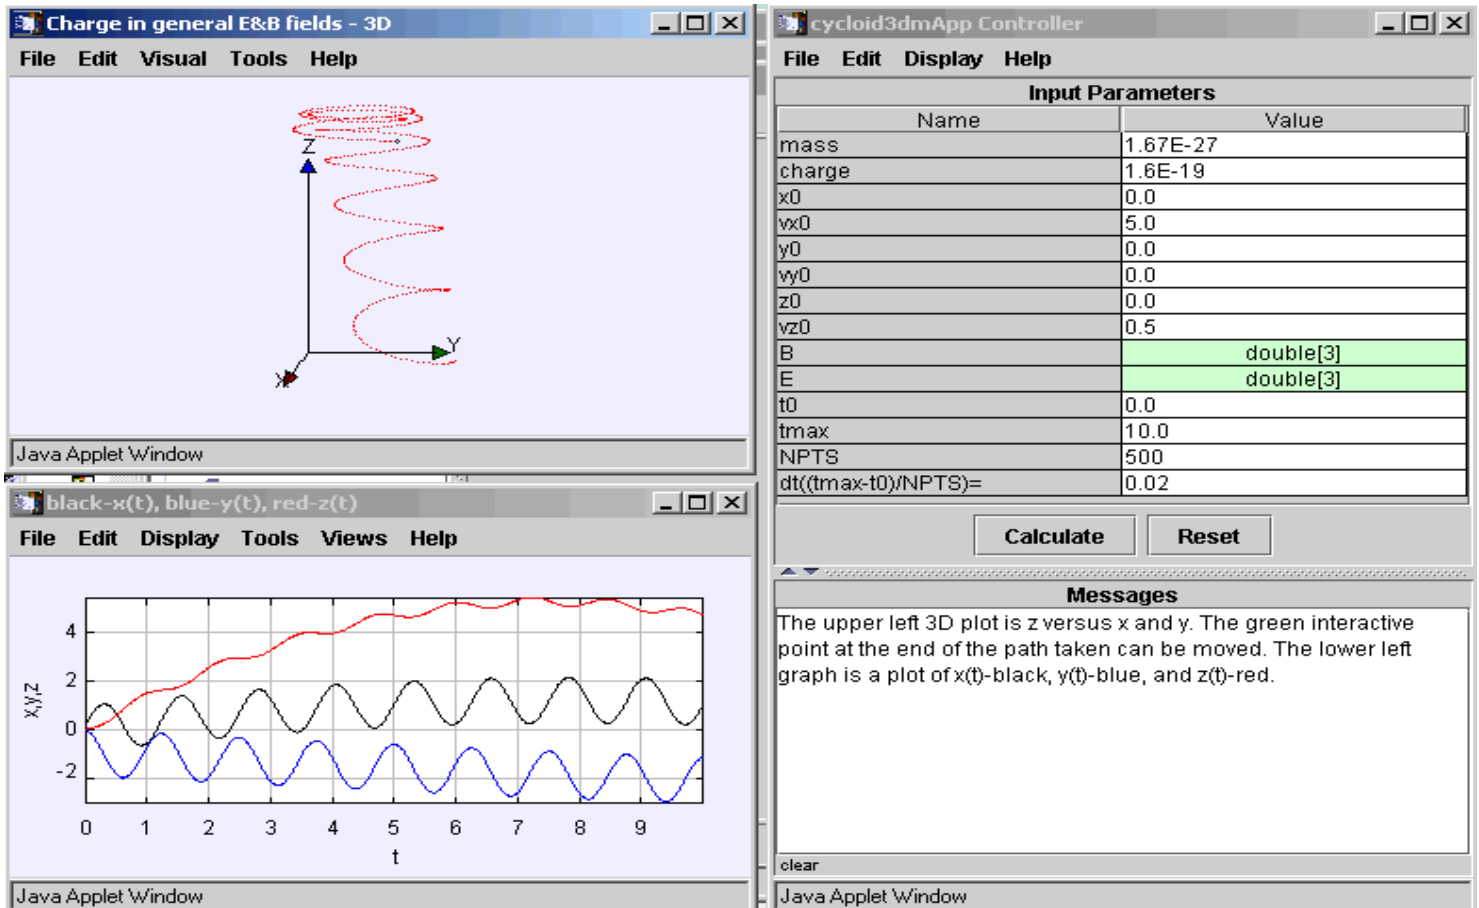 Charge in general E&B fields - 3D
File Edit Visual Tools Help
Z
Y
X
Java Applet Window
black-x(t), blue-y(t), red-z(t)
File Edit Display Tools Views Help
x,y,z
4
2
0
-2
0 1 2 3 4 5 6 7 8 9
t
Java Applet Window
cycloid3dmApp Controller
File Edit Display Help
Input Parameters
Name Value
mass 1.67E-27
charge 1.6E-19
x0 0.0
vx0 5.0
y0 0.0
vy0 0.0
z0 0.0
vz0 0.5
B double[3]
E double[3]
t0 0.0
tmax 10.0
NPTS 500
dt((tmax-t0)/NPTS)= 0.02
Calculate Reset
Messages
The upper left 3D plot is z versus x and y. The green interactive
point at the end of the path taken can be moved. The lower left
graph is a plot of x(t)-black, y(t)-blue, and z(t)-red.
clear
Java Applet Window